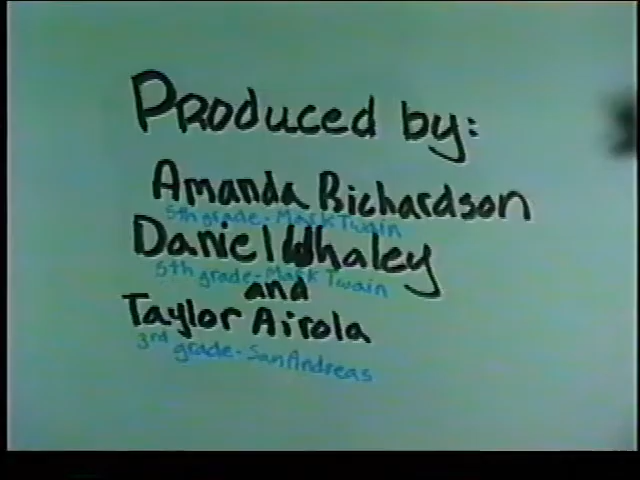 Produced by:
Amanda Richardson
5th grade - Mark Twain
Daniel Whaley
5th grade - Mark Twain
and
Taylor Airola
3rd grade - San Andreas